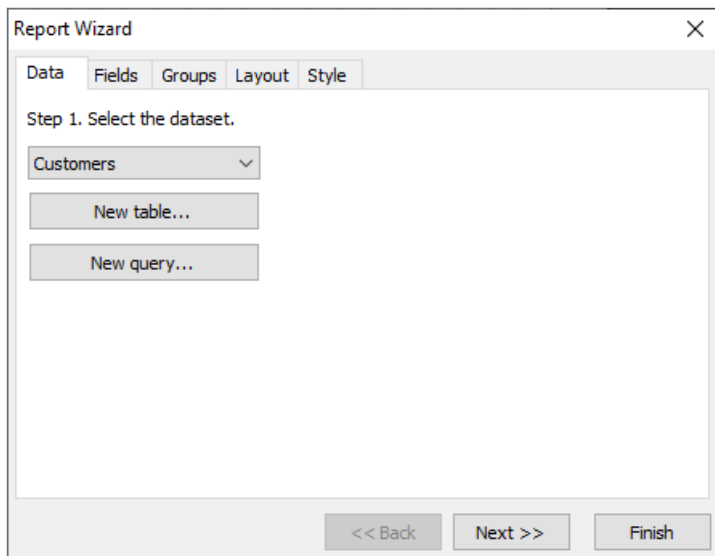 Report Wizard
Data Fields Groups Layout Style
Step 1. Select the dataset.
Customers
New table...
New query...
<< Back Next >> Finish